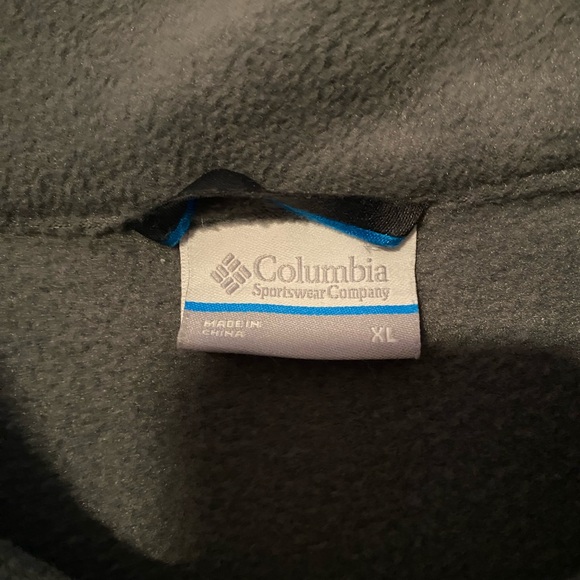 Columbia
Sportswear Company
MADE IN
CHINA
XL